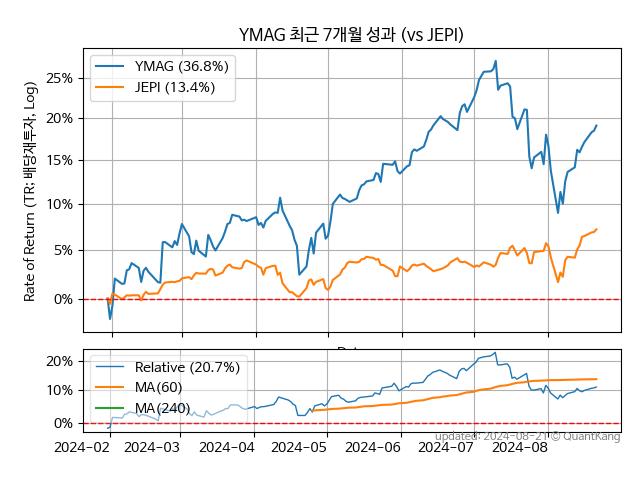 YMAG 최근 7개월 성과 (vs JEPI)
Rate of Return (TR: 배당재투자, Log)
YMAG (36.8%)
JEPI (13.4%)
25%
20%
15%
10%
5%
0%
Relative (20.7%)
MA(60)
MA(240)
20%
10%
0%
2024-02 2024-03 2024-04 2024-05 2024-06 2024-07 2024-08
updated: 2024-08-21 © QuantKang